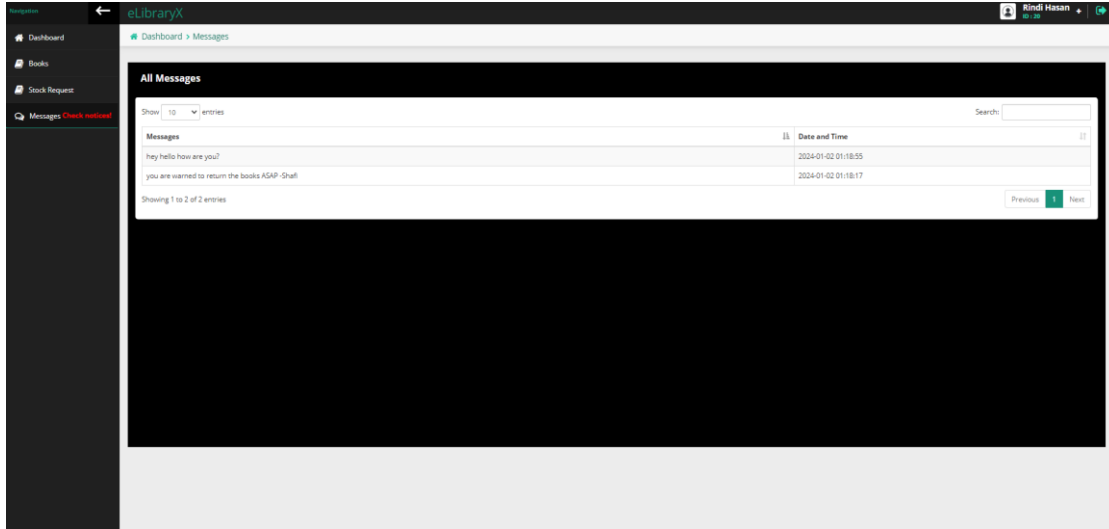 Navigation
eLibraryX
Rindi Hasan +
ID : 20
Dashboard
Dashboard > Messages
Books
Stock Request
Messages Check notices!
All Messages
Show 10 entries
Search:
Messages Date and Time
hey hello how are you? 2024-01-02 01:18:55
you are warned to return the books ASAP -Shafi 2024-01-02 01:18:17
Showing 1 to 2 of 2 entries
Previous 1 Next